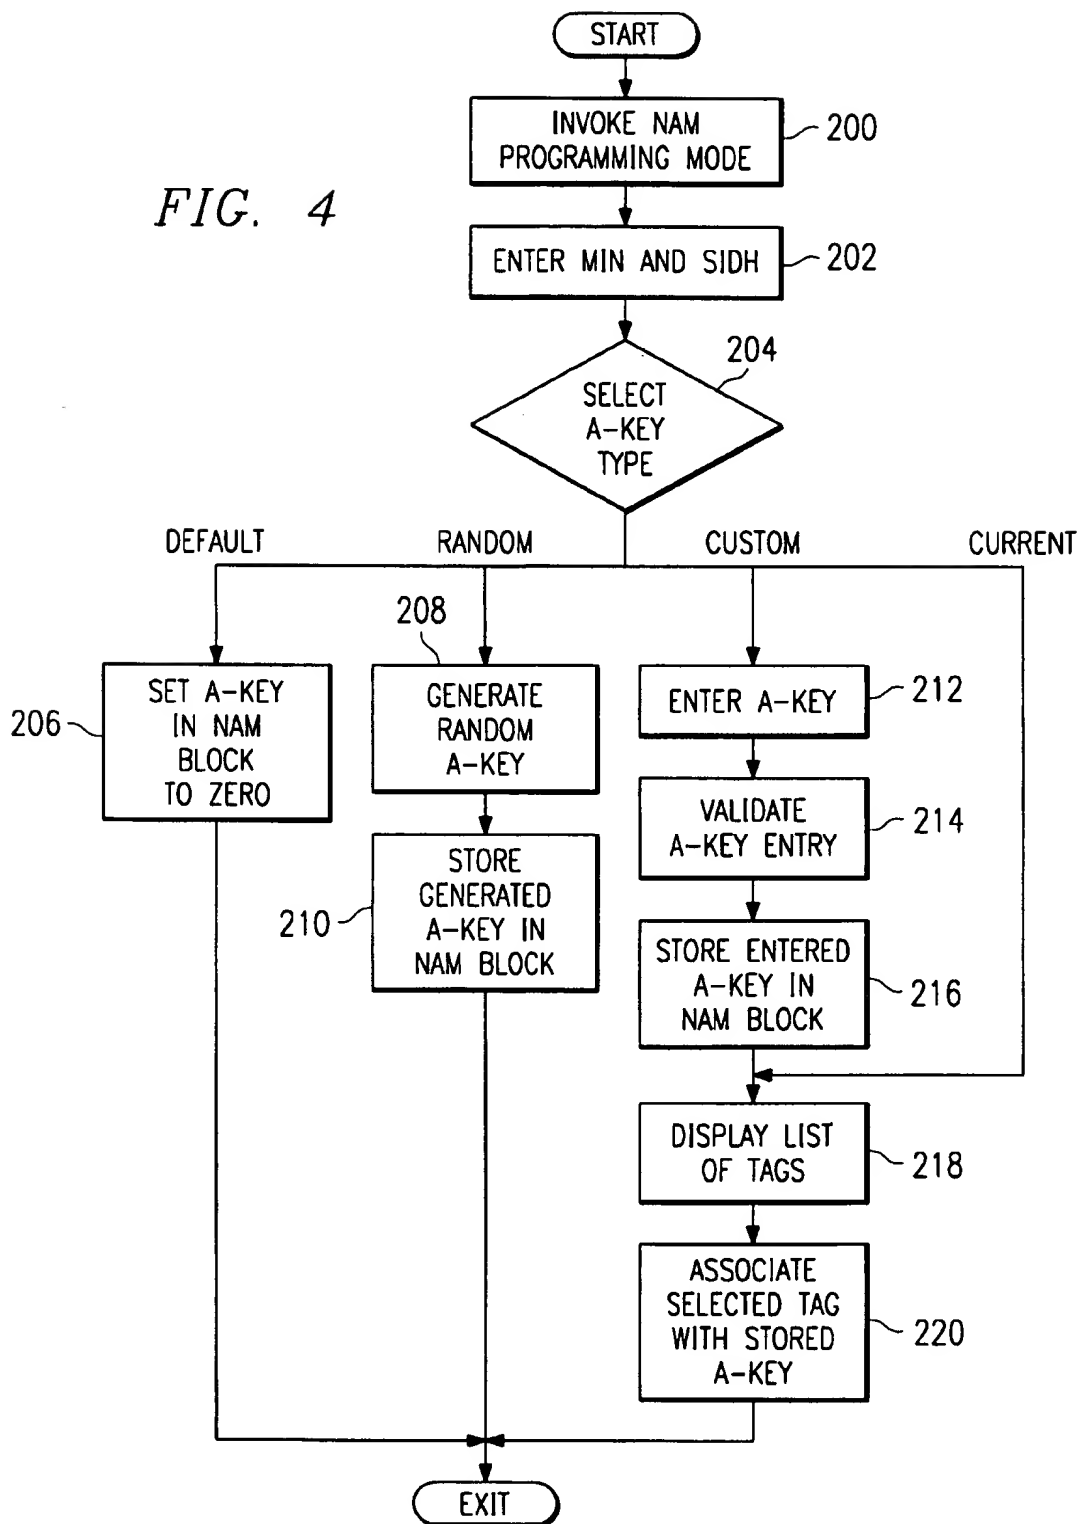 START
INVOKE NAM
PROGRAMMING MODE
200
FIG. 4
ENTER MIN AND SIDH
202
204
SELECT
A-KEY
TYPE
DEFAULT
RANDOM
CUSTOM
CURRENT
206
SET A-KEY
IN NAM
BLOCK
TO ZERO
208
GENERATE
RANDOM
A-KEY
210
STORE
GENERATED
A-KEY IN
NAM BLOCK
ENTER A-KEY
212
VALIDATE
A-KEY ENTRY
214
STORE ENTERED
A-KEY IN
NAM BLOCK
216
DISPLAY LIST
OF TAGS
218
ASSOCIATE
SELECTED TAG
WITH STORED
A-KEY
220
EXIT